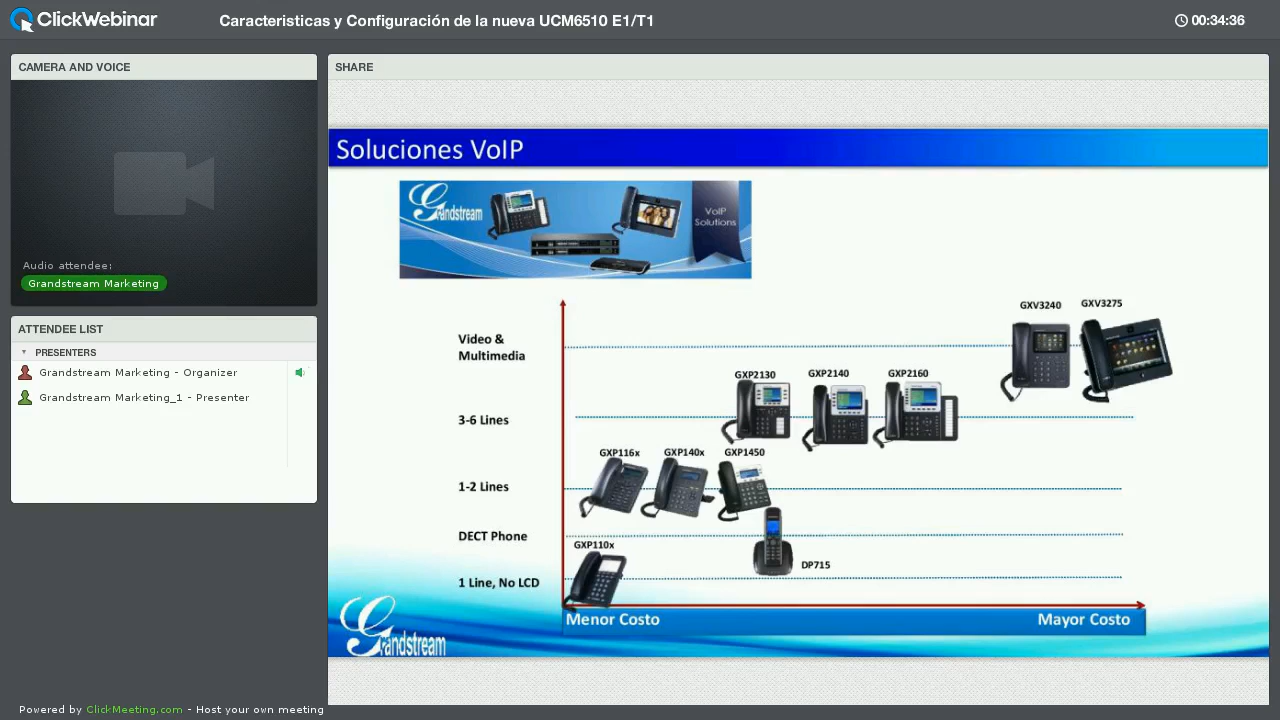 ClickWebinar
Caracteristicas y Configuración de la nueva UCM6510 E1/T1
00:34:36
CAMERA AND VOICE
SHARE
Soluciones VoIP
Grandstream
VoIP
Solutions
Audio attendee:
Grandstream Marketing
ATTENDEE LIST
PRESENTERS
Grandstream Marketing - Organizer
GXV3240
GXV3275
Video &
Multimedia
GXP2130
GXP2140
GXP2160
3-6 Lines
GXP116x
GXP140x
GXP1450
1-2 Lines
DECT Phone
GXP110x
DP715
1 Line, No LCD
Menor Costo
Mayor Costo
Grandstream
Powered by ClickMeeting.com - Host your own meeting